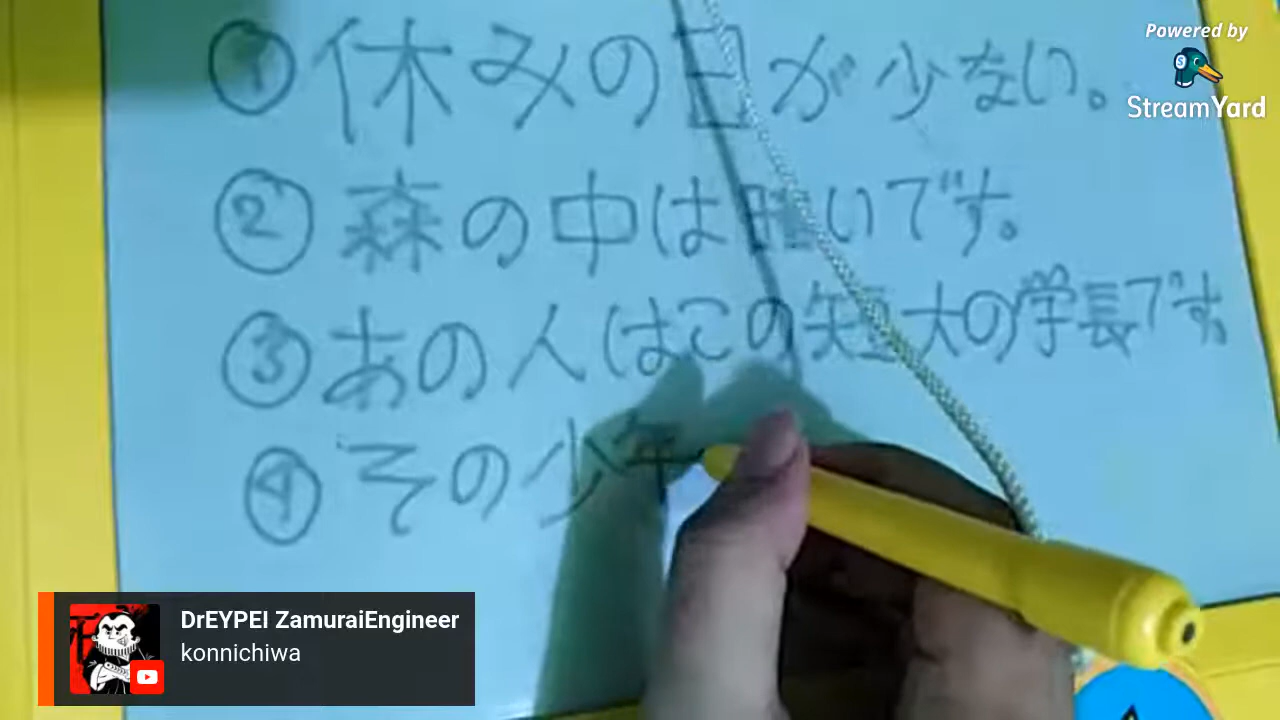 ① 休みの日が少ない。
② 森の中は暗いです。
③ あの人はこの短大の学長です。
④ その少年
Powered by
StreamYard
DrEYPEI ZamuraiEngineer
konnichiwa